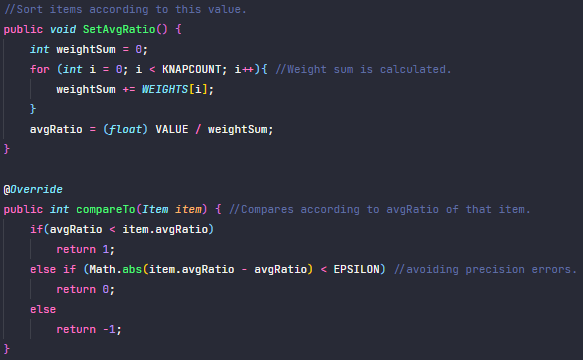 //Sort items according to this value.
public void SetAvgRatio() {
int weightSum = 0;
for (int i = 0; i < KNAPCOUNT; i++){ //Weight sum is calculated.
weightSum += WEIGHTS[i];
}
avgRatio = (float) VALUE / weightSum;
}
@Override
public int compareTo(Item item) { //Compares according to avgRatio of that item.
if(avgRatio < item.avgRatio)
return 1;
else if (Math.abs(item.avgRatio - avgRatio) < EPSILON) //avoiding precision errors.
return 0;
else
return -1;
}